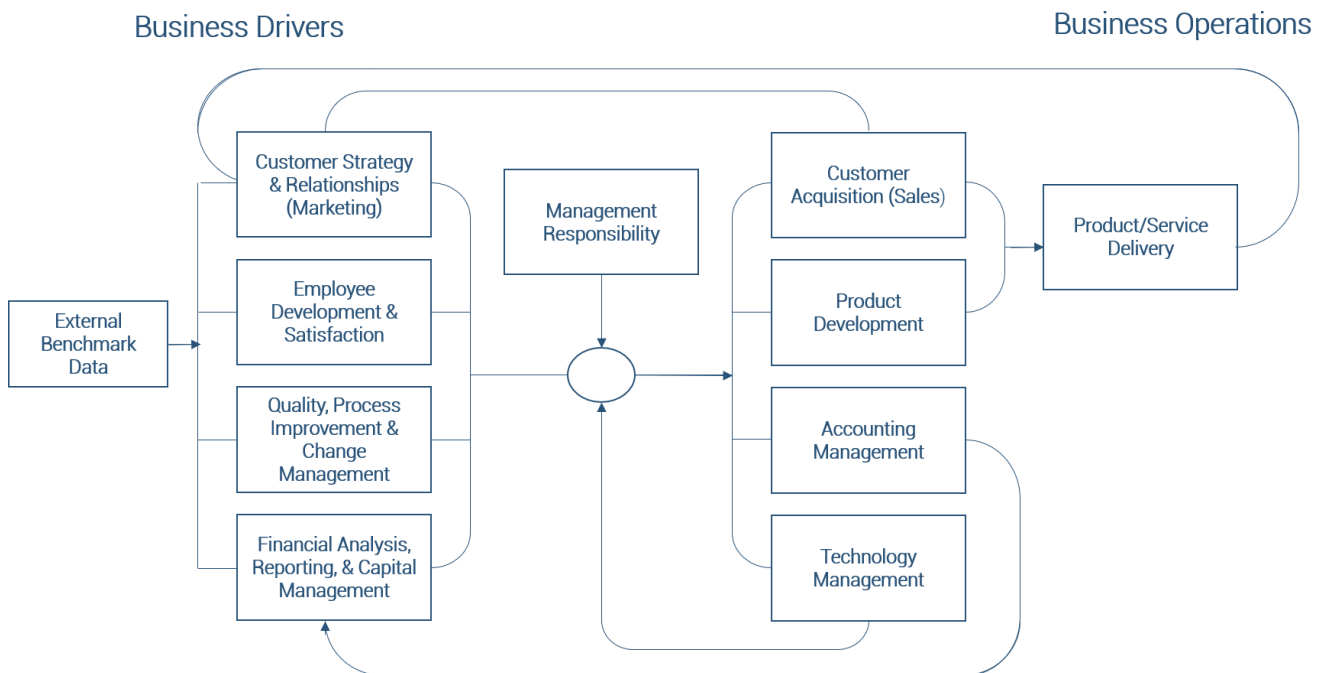 Business Drivers
Business Operations
External
Benchmark
Data
Customer Strategy
& Relationships
(Marketing)
Employee
Development &
Satisfaction
Quality, Process
Improvement &
Change
Management
Financial Analysis,
Reporting, & Capital
Management
Management
Responsibility
Customer
Acquisition (Sales)
Product
Development
Accounting
Management
Technology
Management
Product/Service
Delivery